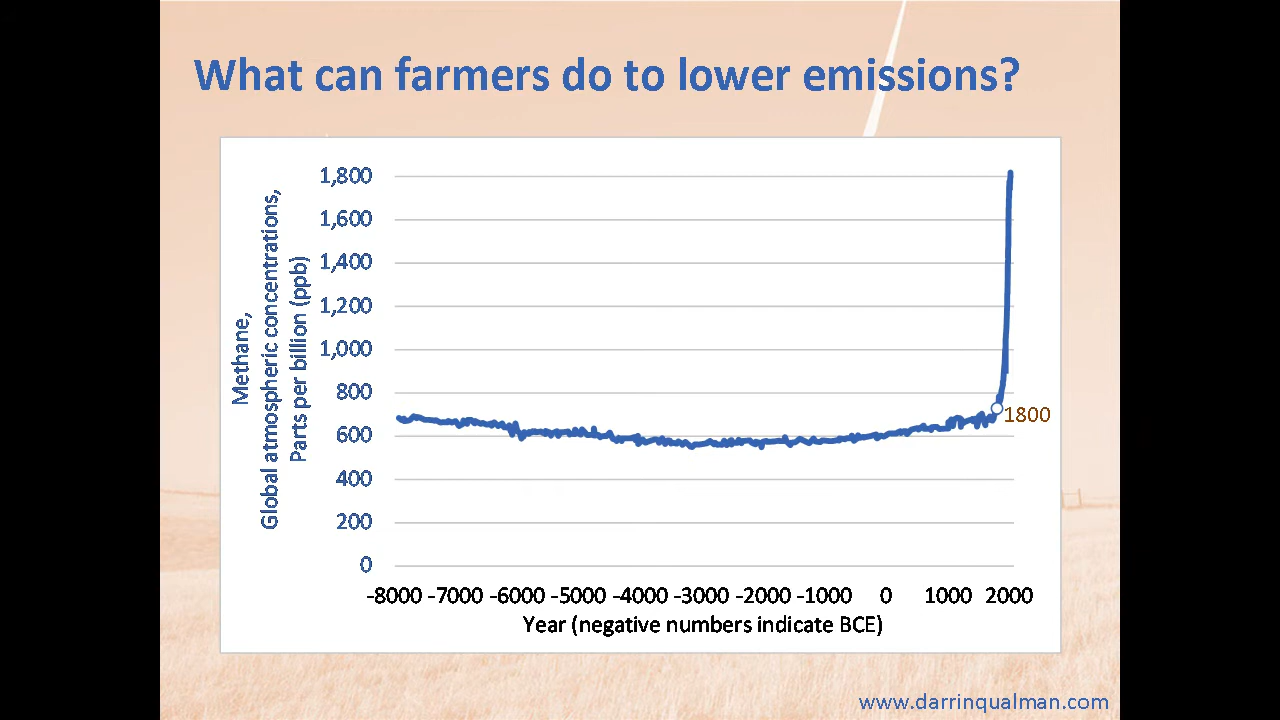 What can farmers do to lower emissions?
Methane,
Global atmospheric concentrations,
Parts per billion (ppb)
1,800
1,600
1,400
1,200
1,000
800
600
400
200
0
1800
-8000 -7000 -6000 -5000 -4000 -3000 -2000 -1000 0 1000 2000
Year (negative numbers indicate BCE)
www.darrinqualman.com